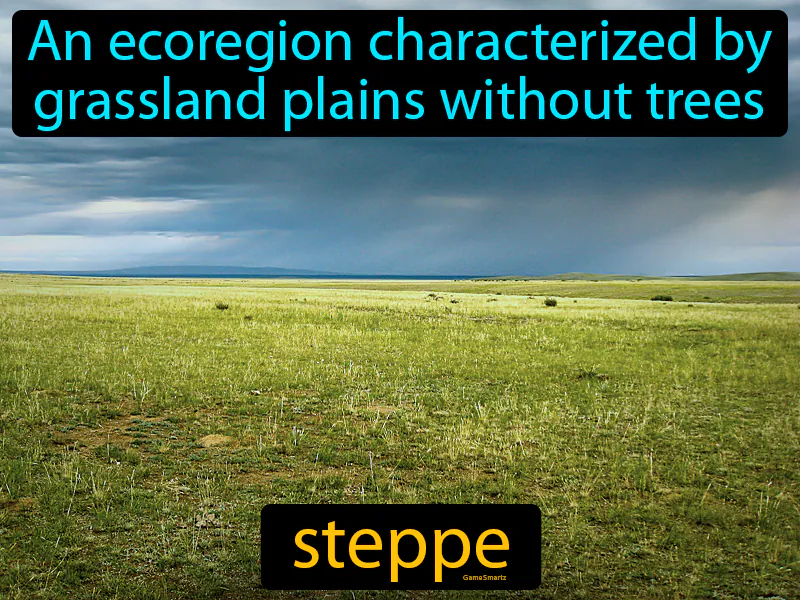 An ecoregion characterized by
grassland plains without trees
steppe
GameSmartz